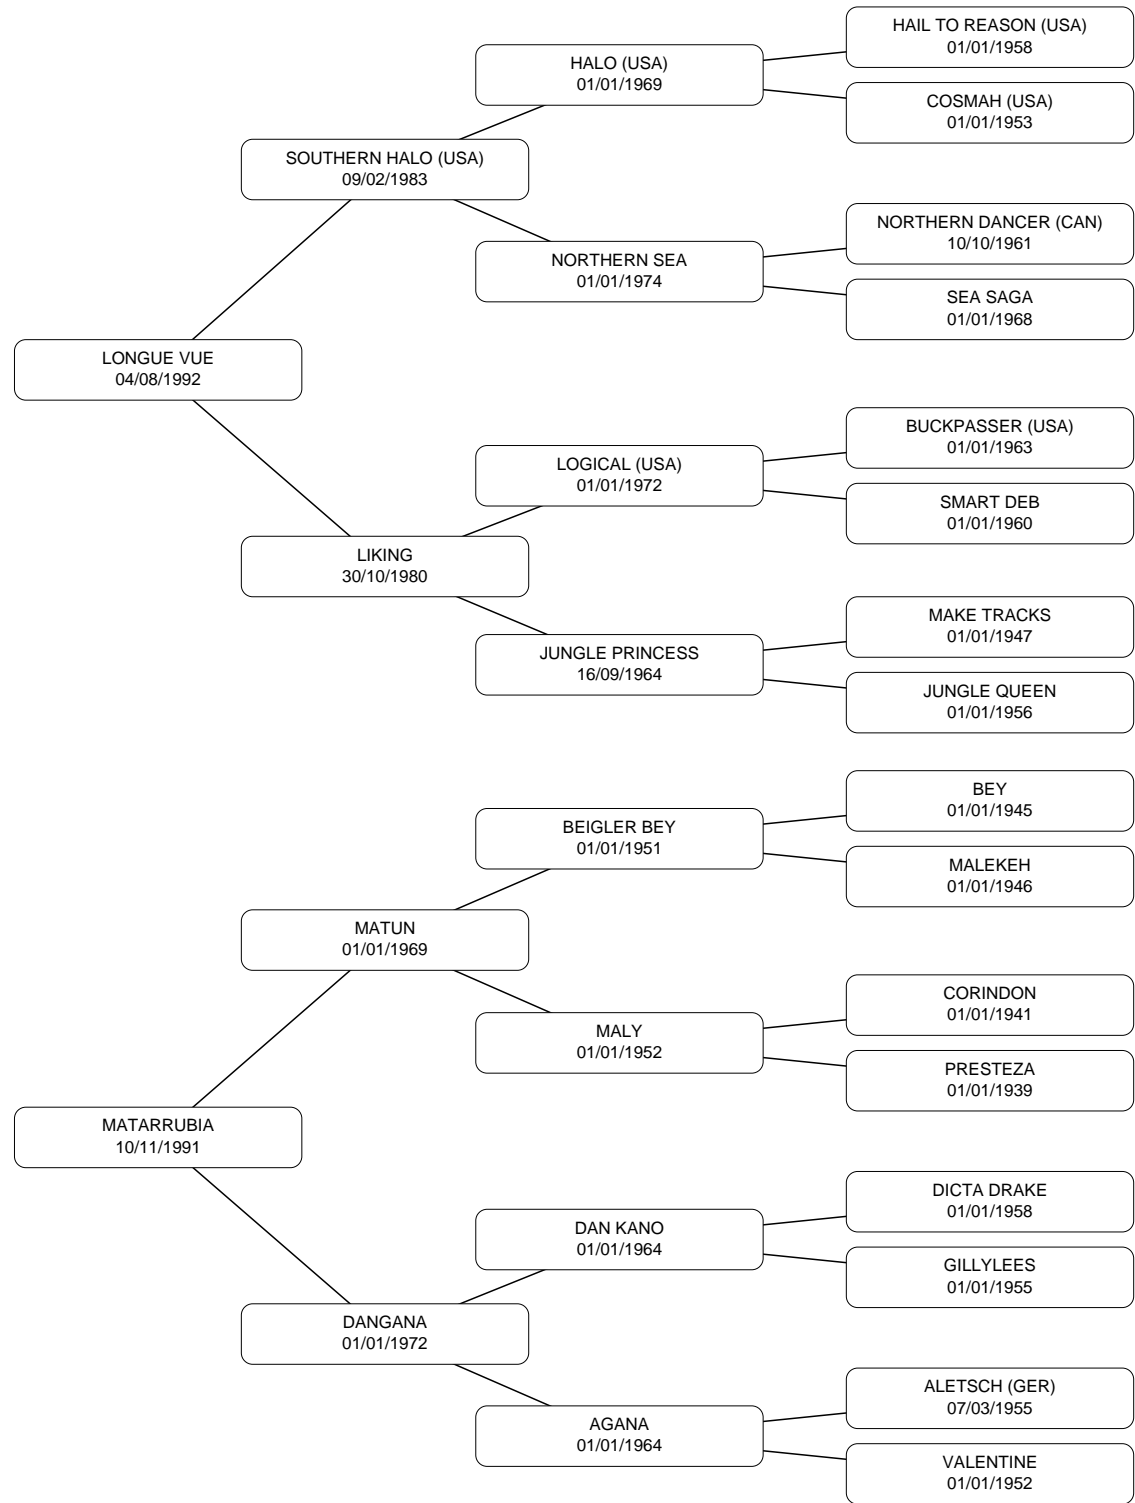 HAIL TO REASON (USA)
01/01/1958
HALO (USA)
01/01/1969
COSMAH (USA)
01/01/1953
SOUTHERN HALO (USA)
09/02/1983
NORTHERN DANCER (CAN)
10/10/1961
NORTHERN SEA
01/01/1974
SEA SAGA
01/01/1968
LONGUE VUE
04/08/1992
BUCKPASSER (USA)
01/01/1963
LOGICAL (USA)
01/01/1972
SMART DEB
01/01/1960
LIKING
30/10/1980
MAKE TRACKS
01/01/1947
JUNGLE PRINCESS
16/09/1964
JUNGLE QUEEN
01/01/1956
BEY
01/01/1945
BEIGLER BEY
01/01/1951
MALEKEH
01/01/1946
MATUN
01/01/1969
CORINDON
01/01/1941
MALY
01/01/1952
PRESTEZA
01/01/1939
MATARRUBIA
10/11/1991
DICTA DRAKE
01/01/1958
DAN KANO
01/01/1964
GILLYLEES
01/01/1955
DANGANA
01/01/1972
ALETSCH (GER)
07/03/1955
AGANA
01/01/1964
VALENTINE
01/01/1952